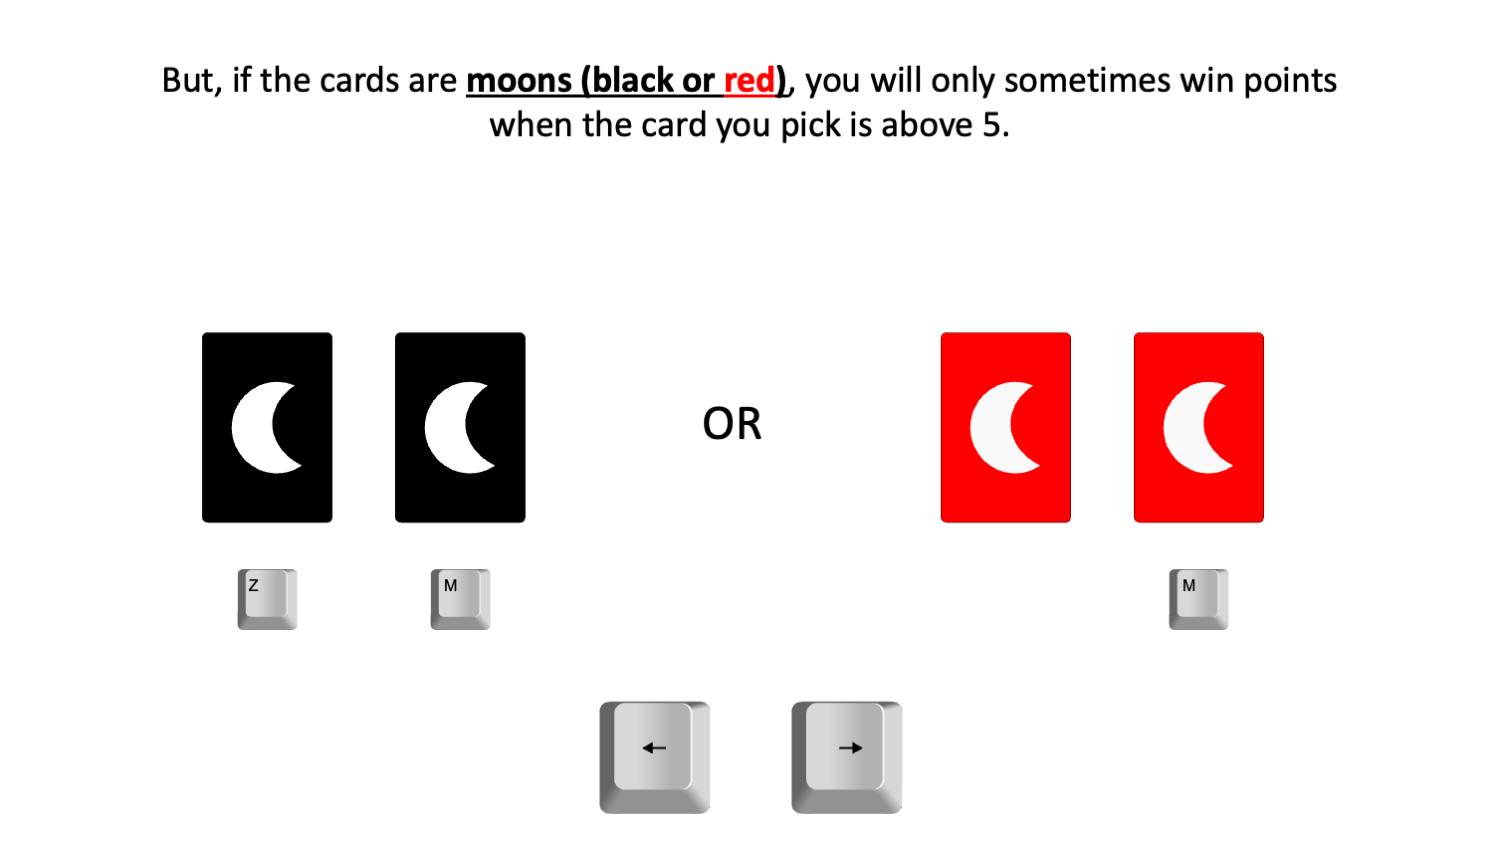 But, if the cards are moons (black or red), you will only sometimes win points
when the card you pick is above 5.
OR
Z
M
M
← →